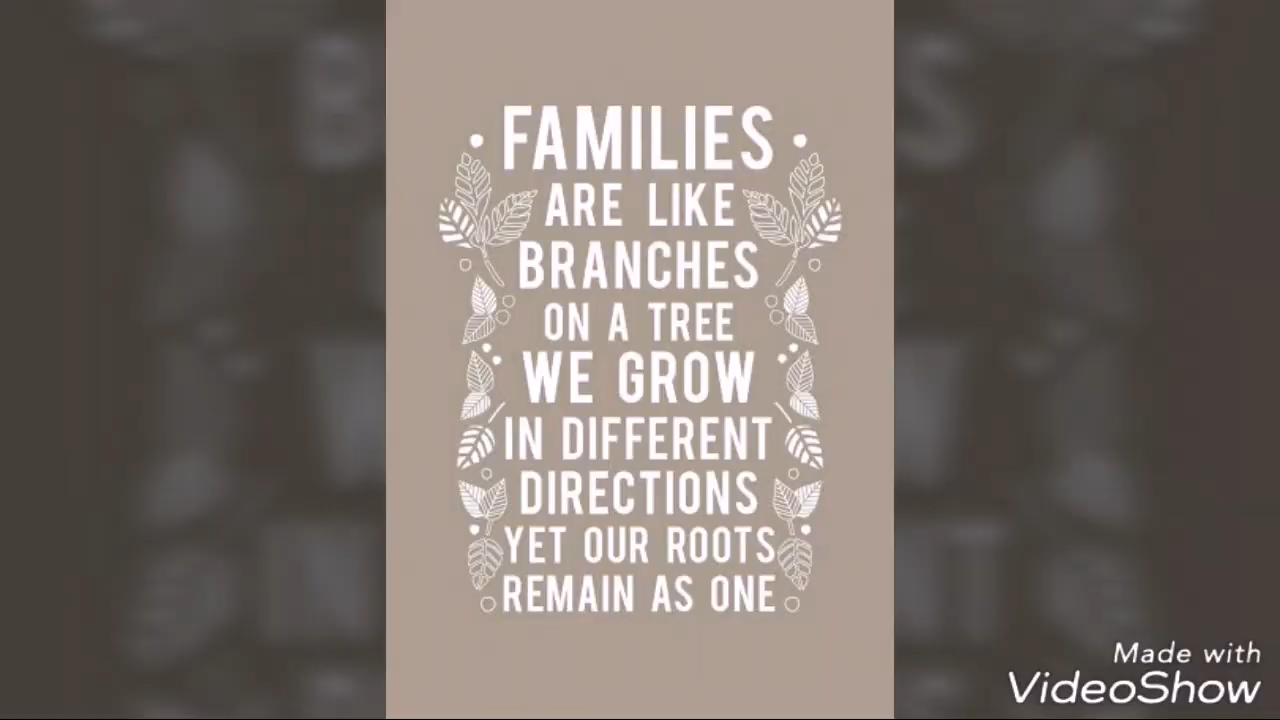 FAMILIES
ARE LIKE
BRANCHES
ON A TREE
WE GROW
IN DIFFERENT
DIRECTIONS
YET OUR ROOTS
REMAIN AS ONE
Made with
VideoShow